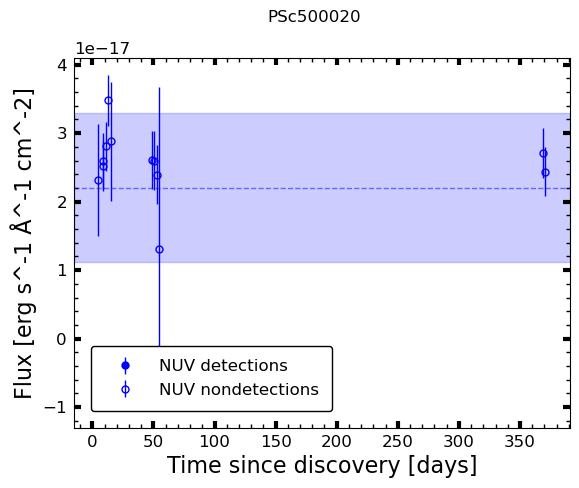 PSc500020
1e−17
Flux [erg s^-1 Å^-1 cm^-2]
4
3
2
1
0
−1
NUV detections
NUV nondetections
0 50 100 150 200 250 300 350
Time since discovery [days]